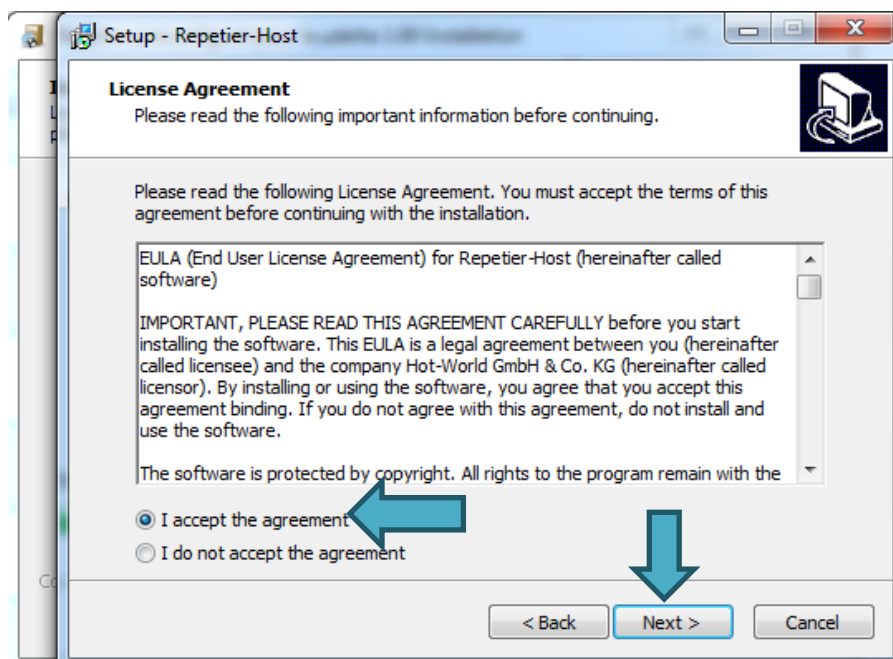 Setup - Repetier-Host
License Agreement
Please read the following important information before continuing.
Please read the following License Agreement. You must accept the terms of this
agreement before continuing with the installation.
EULA (End User License Agreement) for Repetier-Host (hereinafter called
software)
IMPORTANT, PLEASE READ THIS AGREEMENT CAREFULLY before you start
installing the software. This EULA is a legal agreement between you (hereinafter
called licensee) and the company Hot-World GmbH & Co. KG (hereinafter called
licensor). By installing or using the software, you agree that you accept this
agreement binding. If you do not agree with this agreement, do not install and
use the software.
The software is protected by copyright. All rights to the program remain with the
I accept the agreement
I do not accept the agreement
< Back
Next >
Cancel